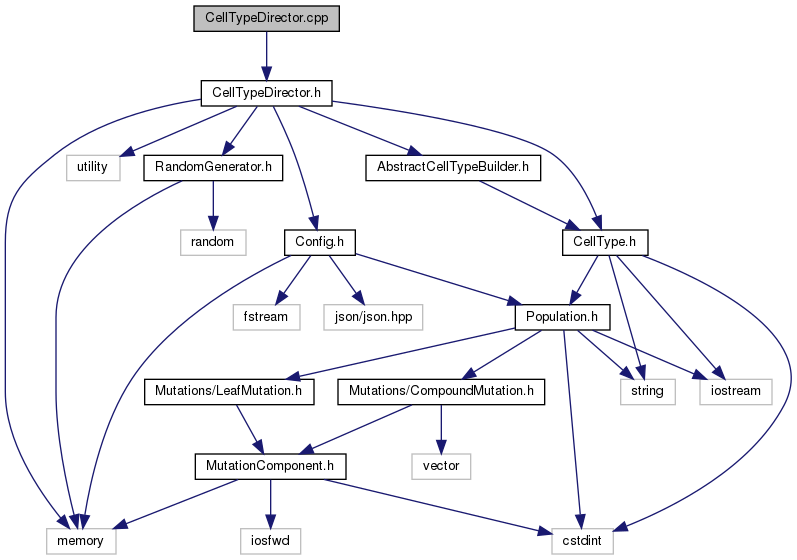 CellTypeDirector.cpp
CellTypeDirector.h
utility
RandomGenerator.h
AbstractCellTypeBuilder.h
random
Config.h
CellType.h
fstream
json/json.hpp
Population.h
Mutations/LeafMutation.h
Mutations/CompoundMutation.h
string
iostream
MutationComponent.h
vector
memory
iosfwd
cstdint